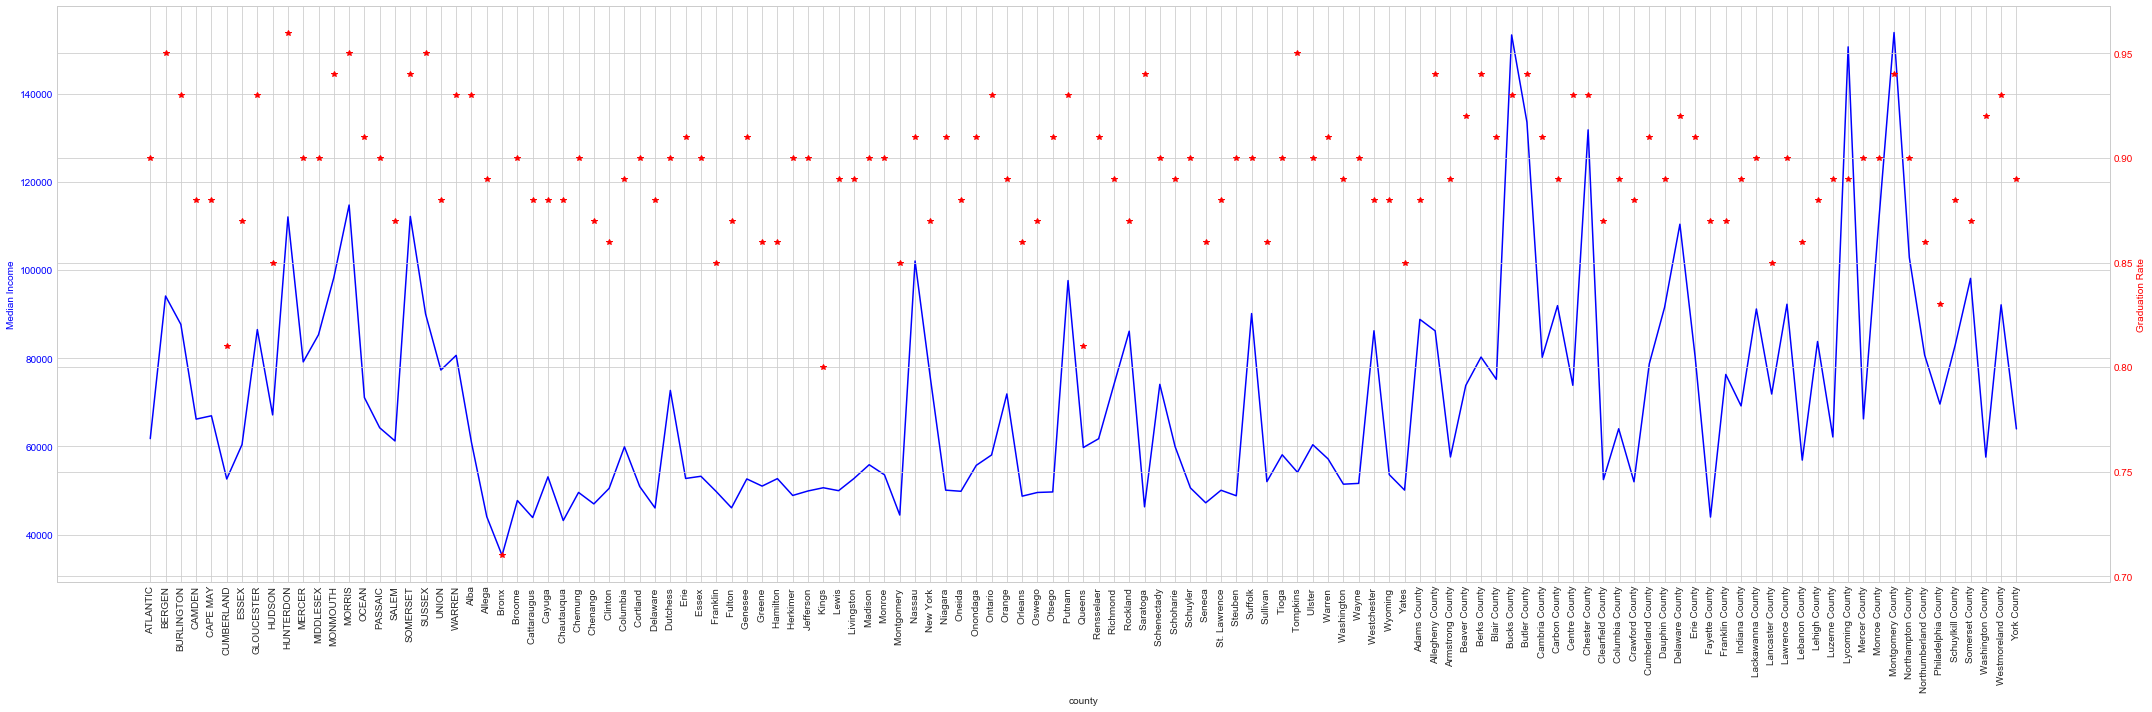 140000
120000
100000
80000
60000
40000
Median Income
0.95
0.90
0.85
0.80
0.75
0.70
Graduation Rate
ATLANTIC
BERGEN
BURLINGTON
CAMDEN
CAPE MAY
CUMBERLAND
ESSEX
GLOUCESTER
HUDSON
HUNTERDON
MERCER
MIDDLESEX
MONMOUTH
MORRIS
OCEAN
PASSAIC
SALEM
SOMERSET
SUSSEX
UNION
WARREN
Alba
Allega
Bronx
Broome
Cattaraugus
Cayuga
Chautauqua
Chemung
Chenango
Clinton
Columbia
Cortland
Delaware
Dutchess
Erie
Essex
Franklin
Fulton
Genesee
Greene
Hamilton
Herkimer
Jefferson
Kings
Lewis
Livingston
Madison
Monroe
Montgomery
Nassau
New York
Niagara
Oneida
Onondaga
Ontario
Orange
Orleans
Oswego
Otsego
Putnam
Queens
Rensselaer
Richmond
Rockland
Saratoga
Schenectady
Schoharie
Schuyler
Seneca
St. Lawrence
Steuben
Suffolk
Sullivan
Tioga
Tompkins
Ulster
Warren
Washington
Wayne
Westchester
Wyoming
Yates
Adams County
Allegheny County
Armstrong County
Beaver County
Berks County
Blair County
Bucks County
Butler County
Cambria County
Carbon County
Centre County
Chester County
Clearfield County
Columbia County
Crawford County
Cumberland County
Dauphin County
Delaware County
Erie County
Fayette County
Franklin County
Indiana County
Lackawanna County
Lancaster County
Lawrence County
Lebanon County
Lehigh County
Luzerne County
Lycoming County
Mercer County
Monroe County
Montgomery County
Northampton County
Northumberland County
Philadelphia County
Schuylkill County
Somerset County
Washington County
Westmoreland County
York County
county